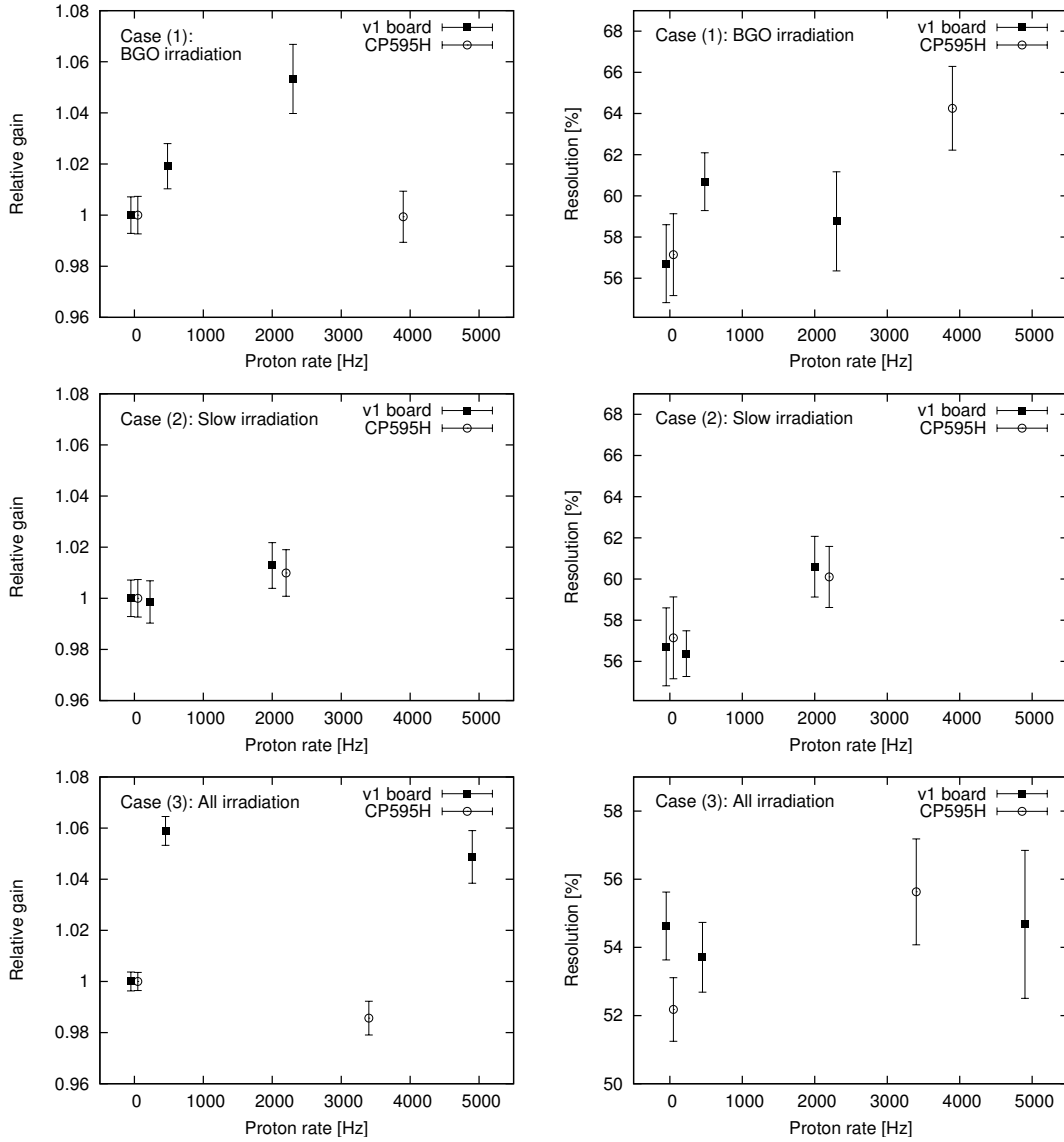 Case (1):
BGO irradiation
v1 board
CP595H
1.08
1.06
1.04
1.02
1
0.98
0.96
Relative gain
0 1000 2000 3000 4000 5000
Proton rate [Hz]
Case (1): BGO irradiation
v1 board
CP595H
68
66
64
62
60
58
56
Resolution [%]
0 1000 2000 3000 4000 5000
Proton rate [Hz]
Case (2): Slow irradiation
v1 board
CP595H
1.08
1.06
1.04
1.02
1
0.98
0.96
Relative gain
0 1000 2000 3000 4000 5000
Proton rate [Hz]
Case (2): Slow irradiation
v1 board
CP595H
68
66
64
62
60
58
56
Resolution [%]
0 1000 2000 3000 4000 5000
Proton rate [Hz]
Case (3): All irradiation
v1 board
CP595H
1.08
1.06
1.04
1.02
1
0.98
0.96
Relative gain
0 1000 2000 3000 4000 5000
Proton rate [Hz]
Case (3): All irradiation
v1 board
CP595H
58
56
54
52
50
Resolution [%]
0 1000 2000 3000 4000 5000
Proton rate [Hz]